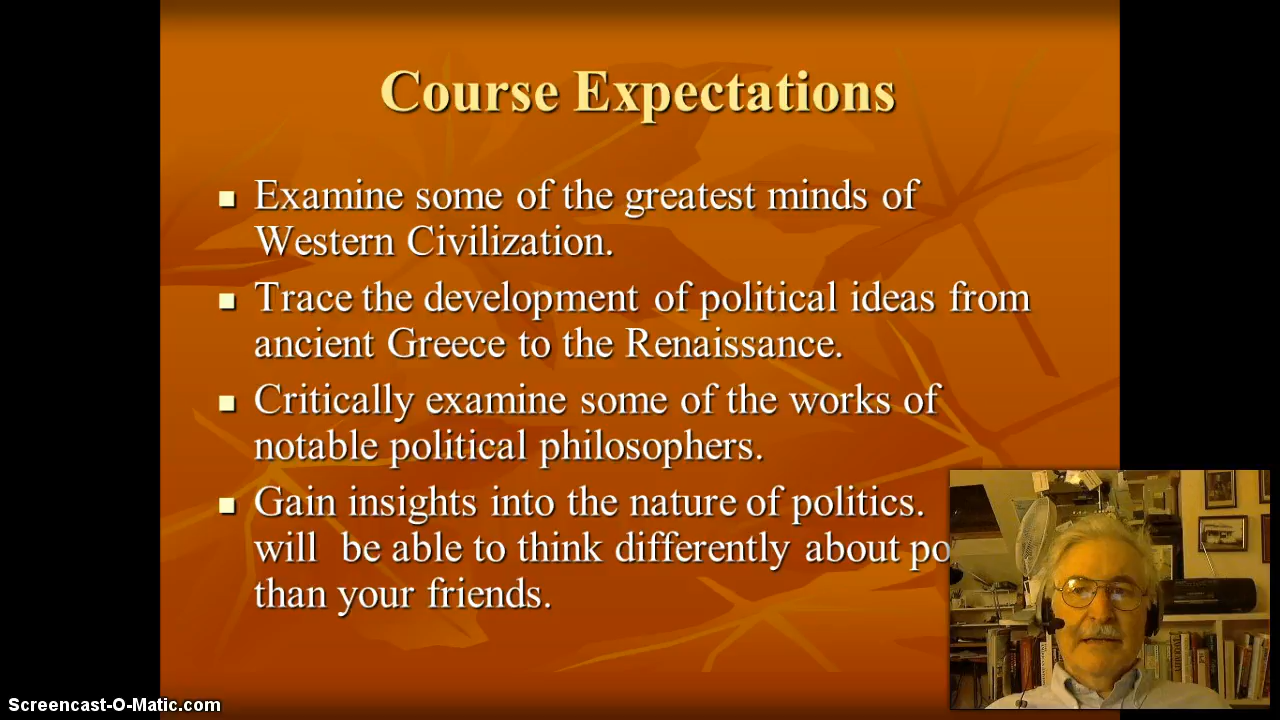 Course Expectations
Examine some of the greatest minds of
Western Civilization.
Trace the development of political ideas from
ancient Greece to the Renaissance.
Critically examine some of the works of
notable political philosophers.
Gain insights into the nature of politics.
will be able to think differently about po
than your friends.
Screencast-O-Matic.com